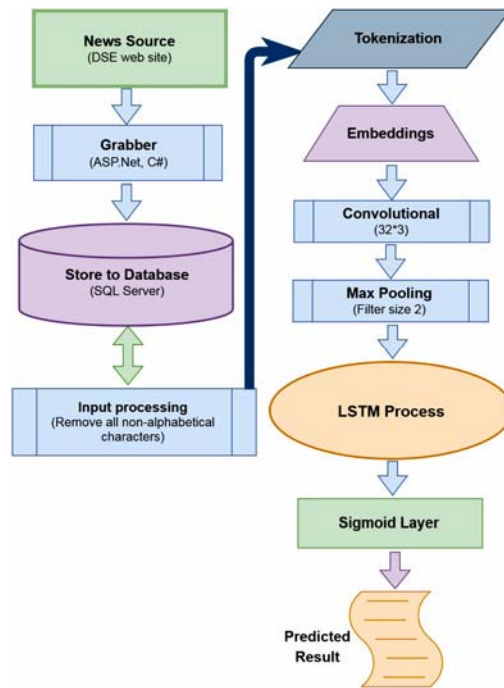 News Source
(DSE web site)
Grabber
(ASP.Net, C#)
Store to Database
(SQL Server)
Input processing
(Remove all non-alphabetical
characters)
Tokenization
Embeddings
Convolutional
(32*3)
Max Pooling
(Filter size 2)
LSTM Process
Sigmoid Layer
Predicted
Result